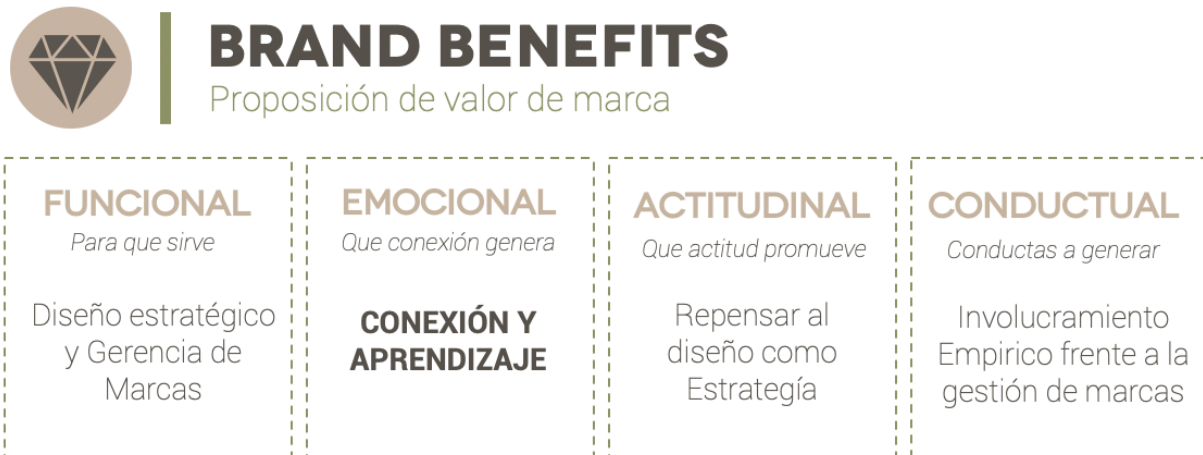 BRAND BENEFITS
Proposición de valor de marca
FUNCIONAL
Para que sirve
Diseño estratégico
y Gerencia de
Marcas
EMOCIONAL
Que conexión genera
CONEXIÓN Y
APRENDIZAJE
ACTITUDINAL
Que actitud promueve
Repensar al
diseño como
Estrategía
CONDUCTUAL
Conductas a generar
Involucramiento
Empirico frente a la
gestión de marcas